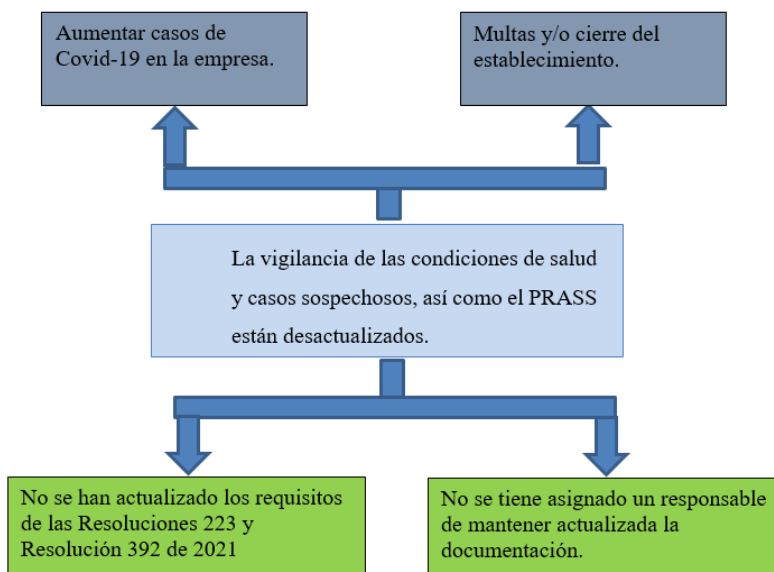 Aumentar casos de
Covid-19 en la empresa.
Multas y/o cierre del
establecimiento.
La vigilancia de las condiciones de salud
y casos sospechosos, así como el PRASS
están desactualizados.
No se han actualizado los requisitos
de las Resoluciones 223 y
Resolución 392 de 2021
No se tiene asignado un responsable
de mantener actualizada la
documentación.